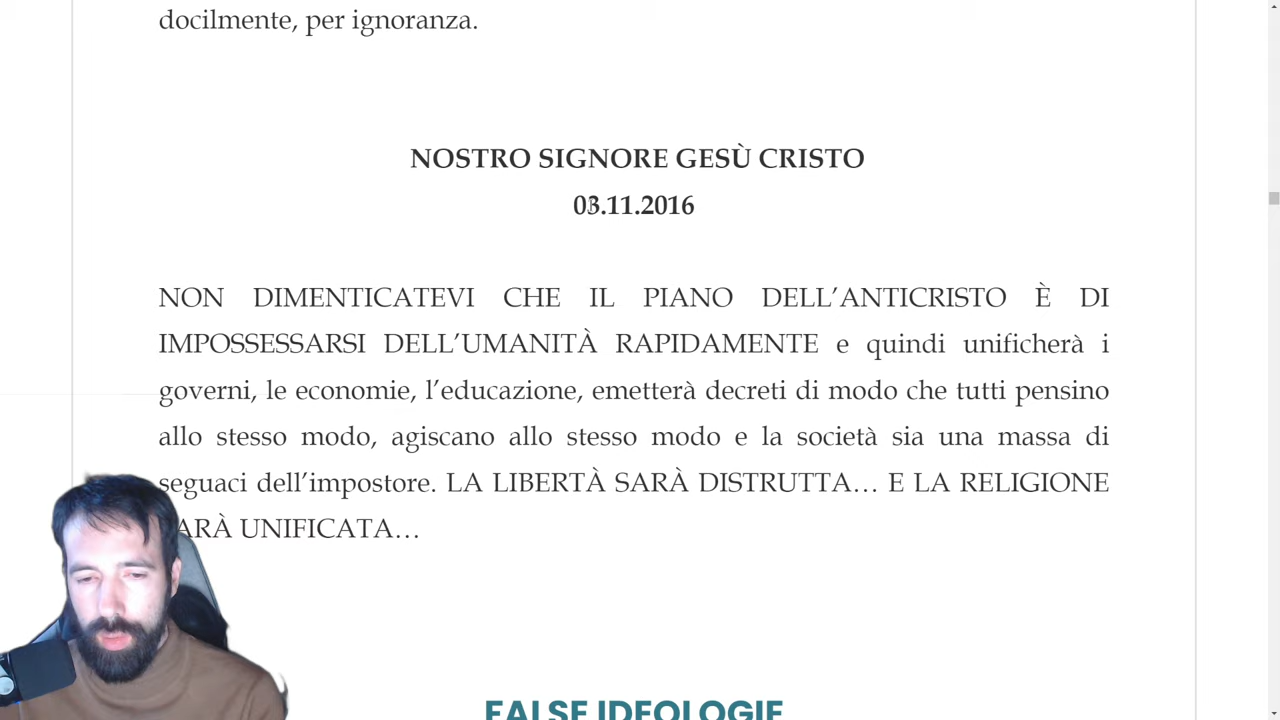 docilmente, per ignoranza.
NOSTRO SIGNORE GESÙ CRISTO
03.11.2016
NON DIMENTICATEVI CHE IL PIANO DELL’ANTICRISTO È DI
IMPOSSESSARSI DELL’UMANITÀ RAPIDAMENTE e quindi unificherà i
governi, le economie, l’educazione, emetterà decreti di modo che tutti pensino
allo stesso modo, agiscano allo stesso modo e la società sia una massa di
seguaci dell’impostore. LA LIBERTÀ SARÀ DISTRUTTA… E LA RELIGIONE
ARÀ UNIFICATA…
FALSE IDEOLOGIE